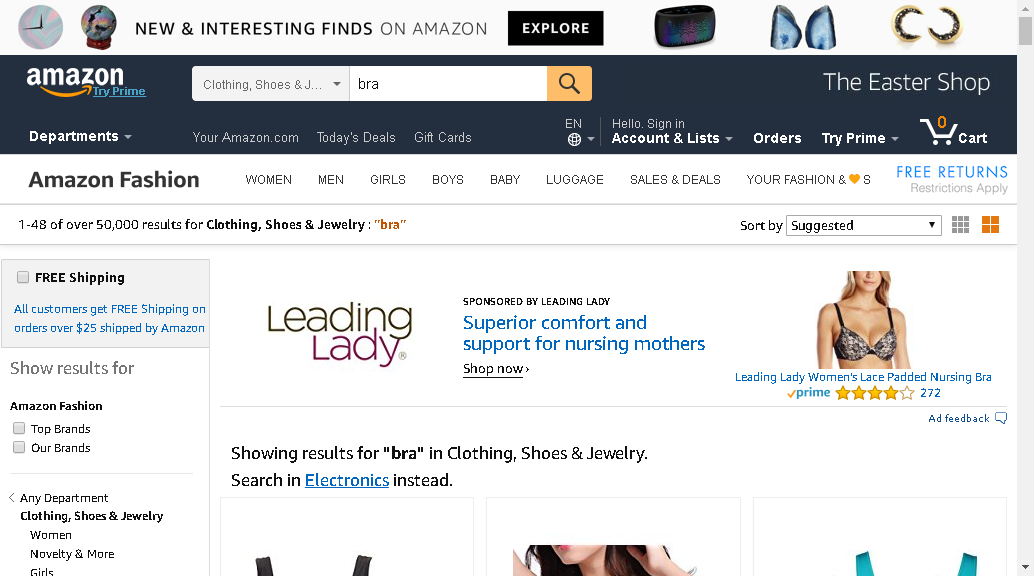 NEW & INTERESTING FINDS ON AMAZON
EXPLORE
amazon
Try Prime
Clothing, Shoes & J...
bra
The Easter Shop
Departments
Your Amazon.com
Today's Deals
Gift Cards
EN
Hello. Sign in
Account & Lists
Orders
Try Prime
0
Cart
Amazon Fashion
WOMEN
MEN
GIRLS
BOYS
BABY
LUGGAGE
SALES & DEALS
YOUR FASHION & 🧡 S
FREE RETURNS
Restrictions Apply
1-48 of over 50,000 results for Clothing, Shoes & Jewelry : "bra"
Sort by
Suggested
FREE Shipping
All customers get FREE Shipping on
orders over $25 shipped by Amazon
Show results for
Amazon Fashion
Top Brands
Our Brands
Any Department
Clothing, Shoes & Jewelry
Women
Novelty & More
Girls
Leading
Lady®
SPONSORED BY LEADING LADY
Superior comfort and
support for nursing mothers
Shop now ›
Leading Lady Women's Lace Padded Nursing Bra
prime
272
Ad feedback
Showing results for "bra" in Clothing, Shoes & Jewelry.
Search in Electronics instead.